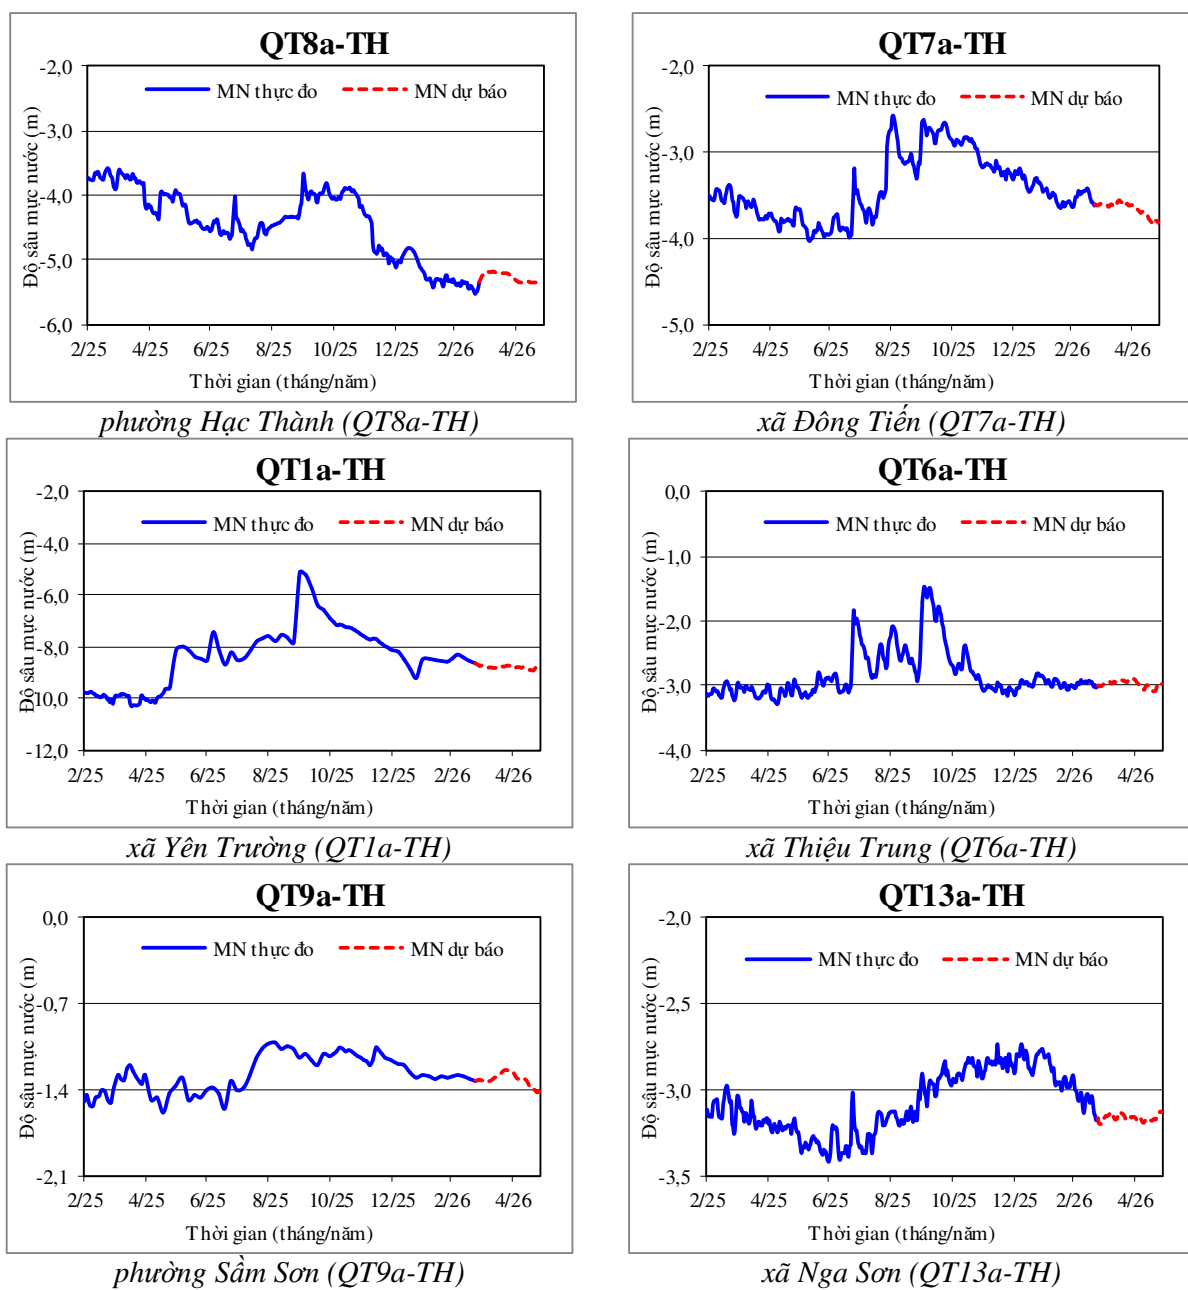 QT8a-TH
-2,0
MN thực đo
MN dự báo
-3,0
-4,0
-5,0
-6,0
2/25 4/25 6/25 8/25 10/25 12/25 2/26 4/26
Độ sâu mực nước (m)
Thời gian (tháng/năm)
phường Hạc Thành (QT8a-TH)
QT7a-TH
-2,0
MN thực đo
MN dự báo
-3,0
-4,0
-5,0
2/25 4/25 6/25 8/25 10/25 12/25 2/26 4/26
Độ sâu mực nước (m)
Thời gian (tháng/năm)
xã Đông Tiến (QT7a-TH)
QT1a-TH
-2,0
MN thực đo
MN dự báo
-4,0
-6,0
-8,0
-10,0
-12,0
2/25 4/25 6/25 8/25 10/25 12/25 2/26 4/26
Độ sâu mực nước (m)
Thời gian (tháng/năm)
xã Yên Trường (QT1a-TH)
QT6a-TH
0,0
MN thực đo
MN dự báo
-1,0
-2,0
-3,0
-4,0
2/25 4/25 6/25 8/25 10/25 12/25 2/26 4/26
Độ sâu mực nước (m)
Thời gian (tháng/năm)
xã Thiệu Trung (QT6a-TH)
QT9a-TH
0,0
MN thực đo
MN dự báo
-0,7
-1,4
-2,1
2/25 4/25 6/25 8/25 10/25 12/25 2/26 4/26
Độ sâu mực nước (m)
Thời gian (tháng/năm)
phường Sầm Sơn (QT9a-TH)
QT13a-TH
-2,0
MN thực đo
MN dự báo
-2,5
-3,0
-3,5
2/25 4/25 6/25 8/25 10/25 12/25 2/26 4/26
Độ sâu mực nước (m)
Thời gian (tháng/năm)
xã Nga Sơn (QT13a-TH)